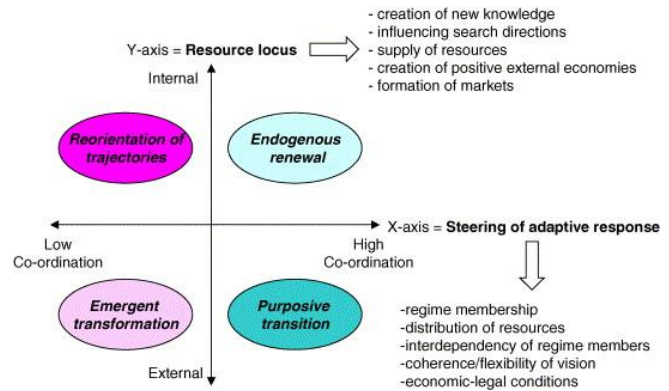 - creation of new knowledge
- influencing search directions
Y-axis = Resource locus
- supply of resources
- creation of positive external economies
- formation of markets
Internal
Reorientation of
trajectories
Endogenous
renewal
X-axis = Steering of adaptive response
Low
Co-ordination
High
Co-ordination
Emergent
transformation
Purposive
transition
-regime membership
-distribution of resources
-interdependency of regime members
-coherence/flexibility of vision
-economic-legal conditions
External